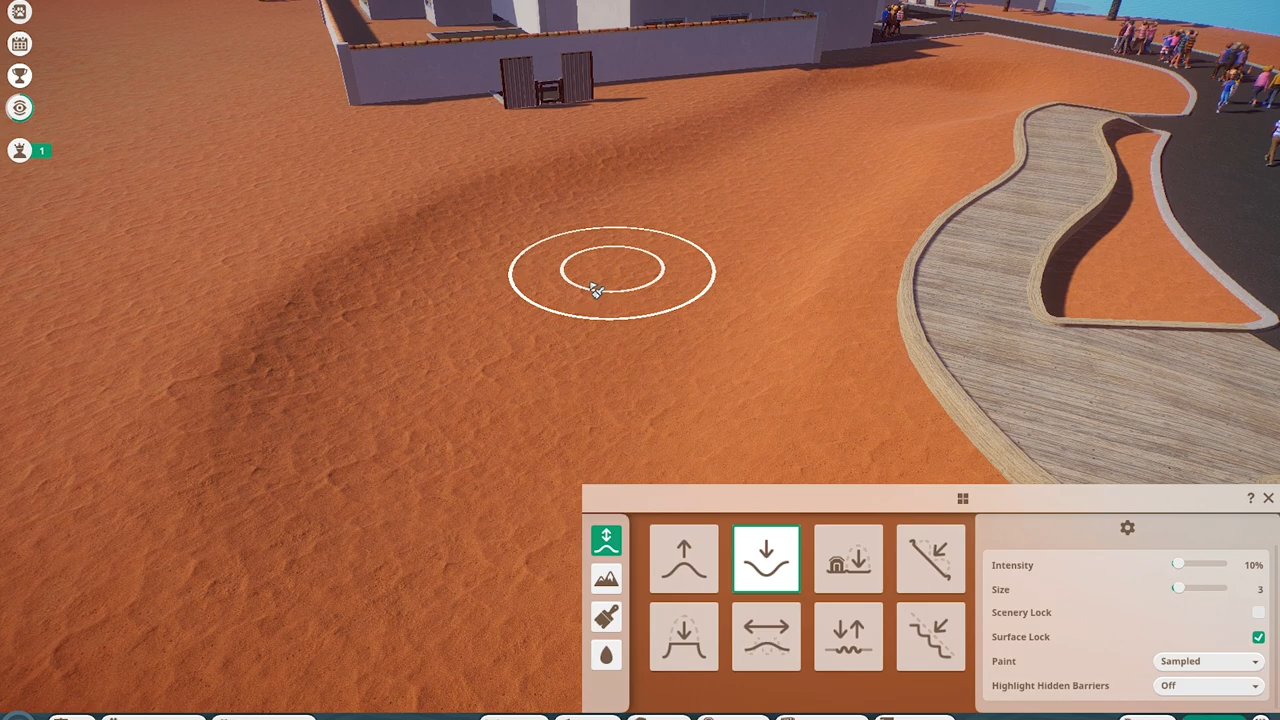 1
?
Intensity 10%
Size 3
Scenery Lock
Surface Lock
Paint Sampled
Highlight Hidden Barriers Off